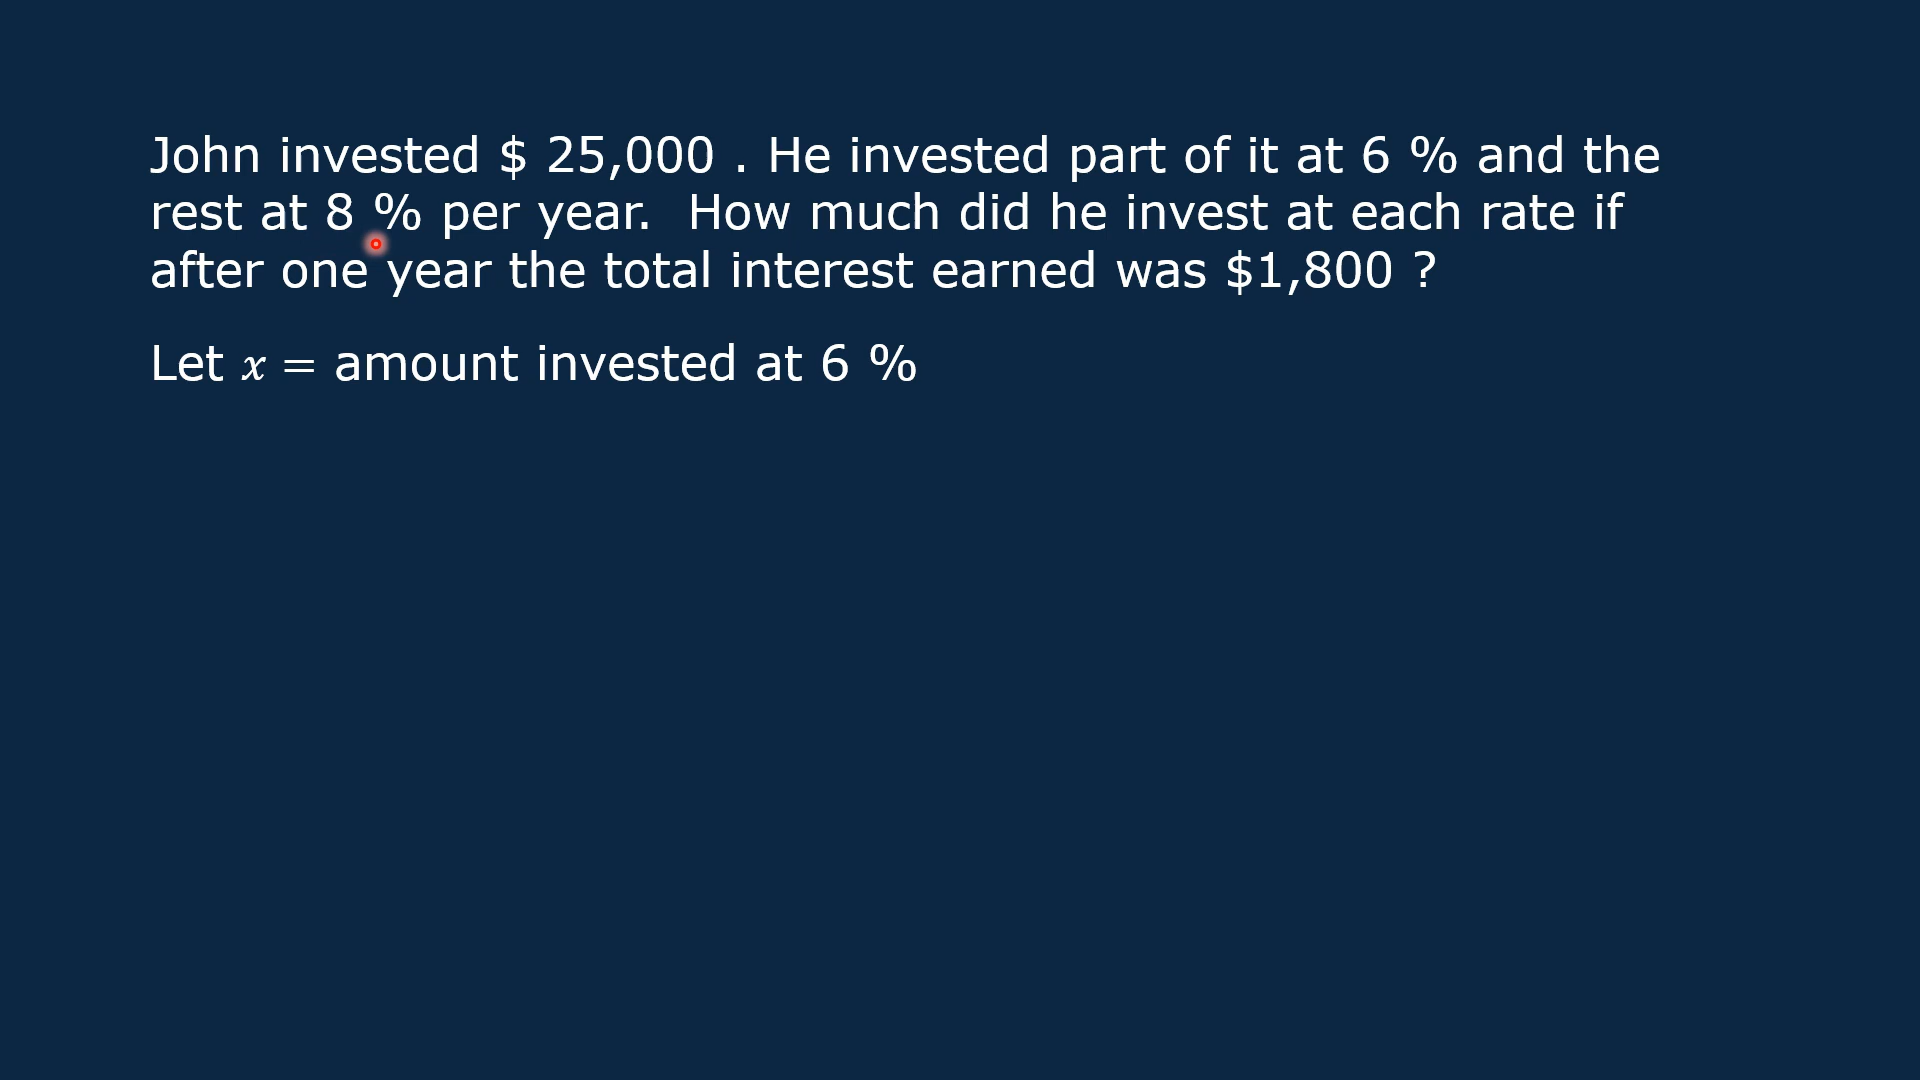 John invested $ 25,000 . He invested part of it at 6 % and the
rest at 8 % per year.  How much did he invest at each rate if
after one year the total interest earned was $1,800 ?
Let 𝑥 = amount invested at 6 %